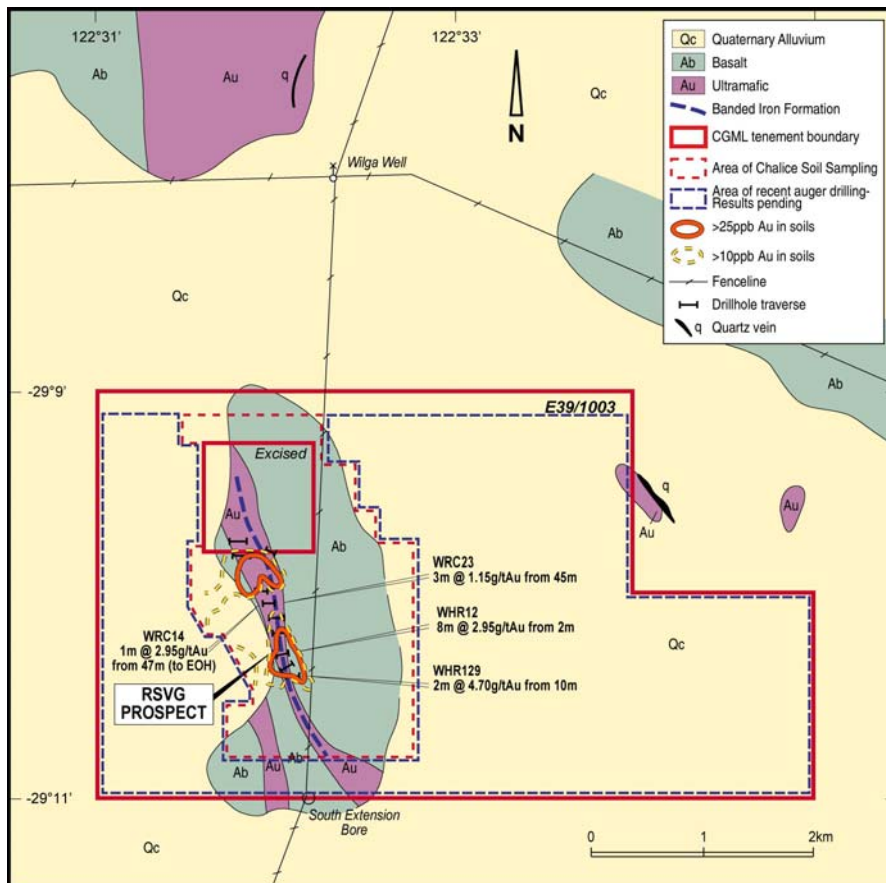 122°31'
122°33'
Ab
Au
q
Qc
N
Wilga Well
Qc
Ab
Ab
Qc Quaternary Alluvium
Ab Basalt
Au Ultramafic
Banded Iron Formation
CGML tenement boundary
Area of Chalice Soil Sampling
Area of recent auger drilling-
Results pending
>25ppb Au in soils
>10ppb Au in soils
Fenceline
Drillhole traverse
q Quartz vein
-29°9'
E39/1003
Excised
Au
Ab
q
Au
Au
WRC23
3m @ 1.15g/tAu from 45m
WHR12
8m @ 2.95g/tAu from 2m
WRC14
1m @ 2.95g/tAu
from 47m (to EOH)
WHR129
2m @ 4.70g/tAu from 10m
RSVG
PROSPECT
Qc
Ab
Au
Ab
Au
-29°11'
South Extension
Bore
Qc
0 1 2km